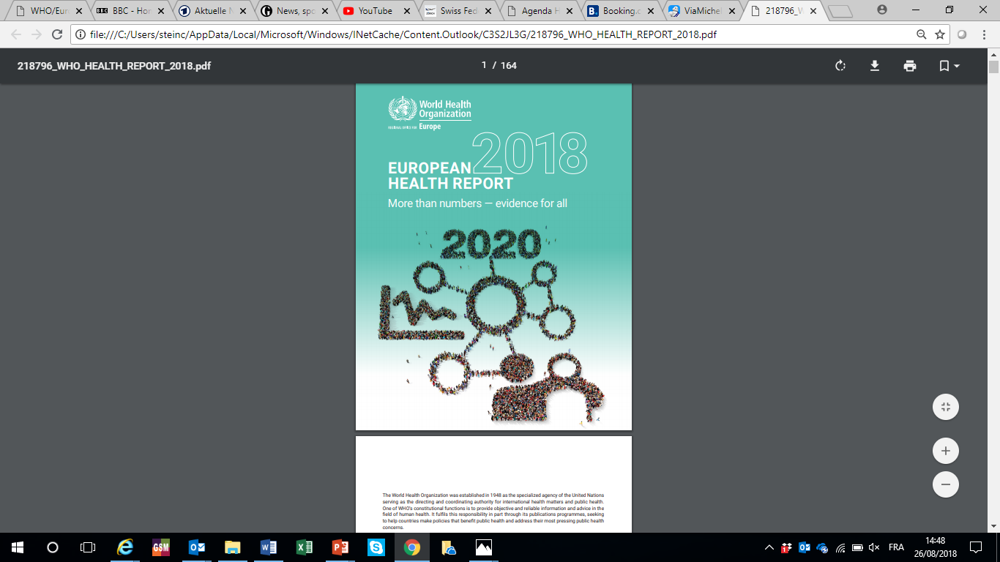 WHO/Eur
BBC - Hor
Aktuelle N
News, spo
YouTube
Swiss Fed
Agenda H
Booking.c
ViaMichel
218796_W
file:///C:/Users/steinc/AppData/Local/Microsoft/Windows/INetCache/Content.Outlook/C3S2JL3G/218796_WHO_HEALTH_REPORT_2018.pdf
218796_WHO_HEALTH_REPORT_2018.pdf
1 / 164
World Health
Organization
REGIONAL OFFICE FOR Europe
2018
EUROPEAN
HEALTH REPORT
More than numbers — evidence for all
2020
The World Health Organization was established in 1948 as the specialized agency of the United Nations
serving as the directing and coordinating authority for international health matters and public health.
One of WHO's constitutional functions is to provide objective and reliable information and advice in the
field of human health. It fulfils this responsibility in part through its publications programmes, seeking
to help countries make policies that benefit public health and address their most pressing public health
concerns.
GSM
FRA
14:48
26/08/2018